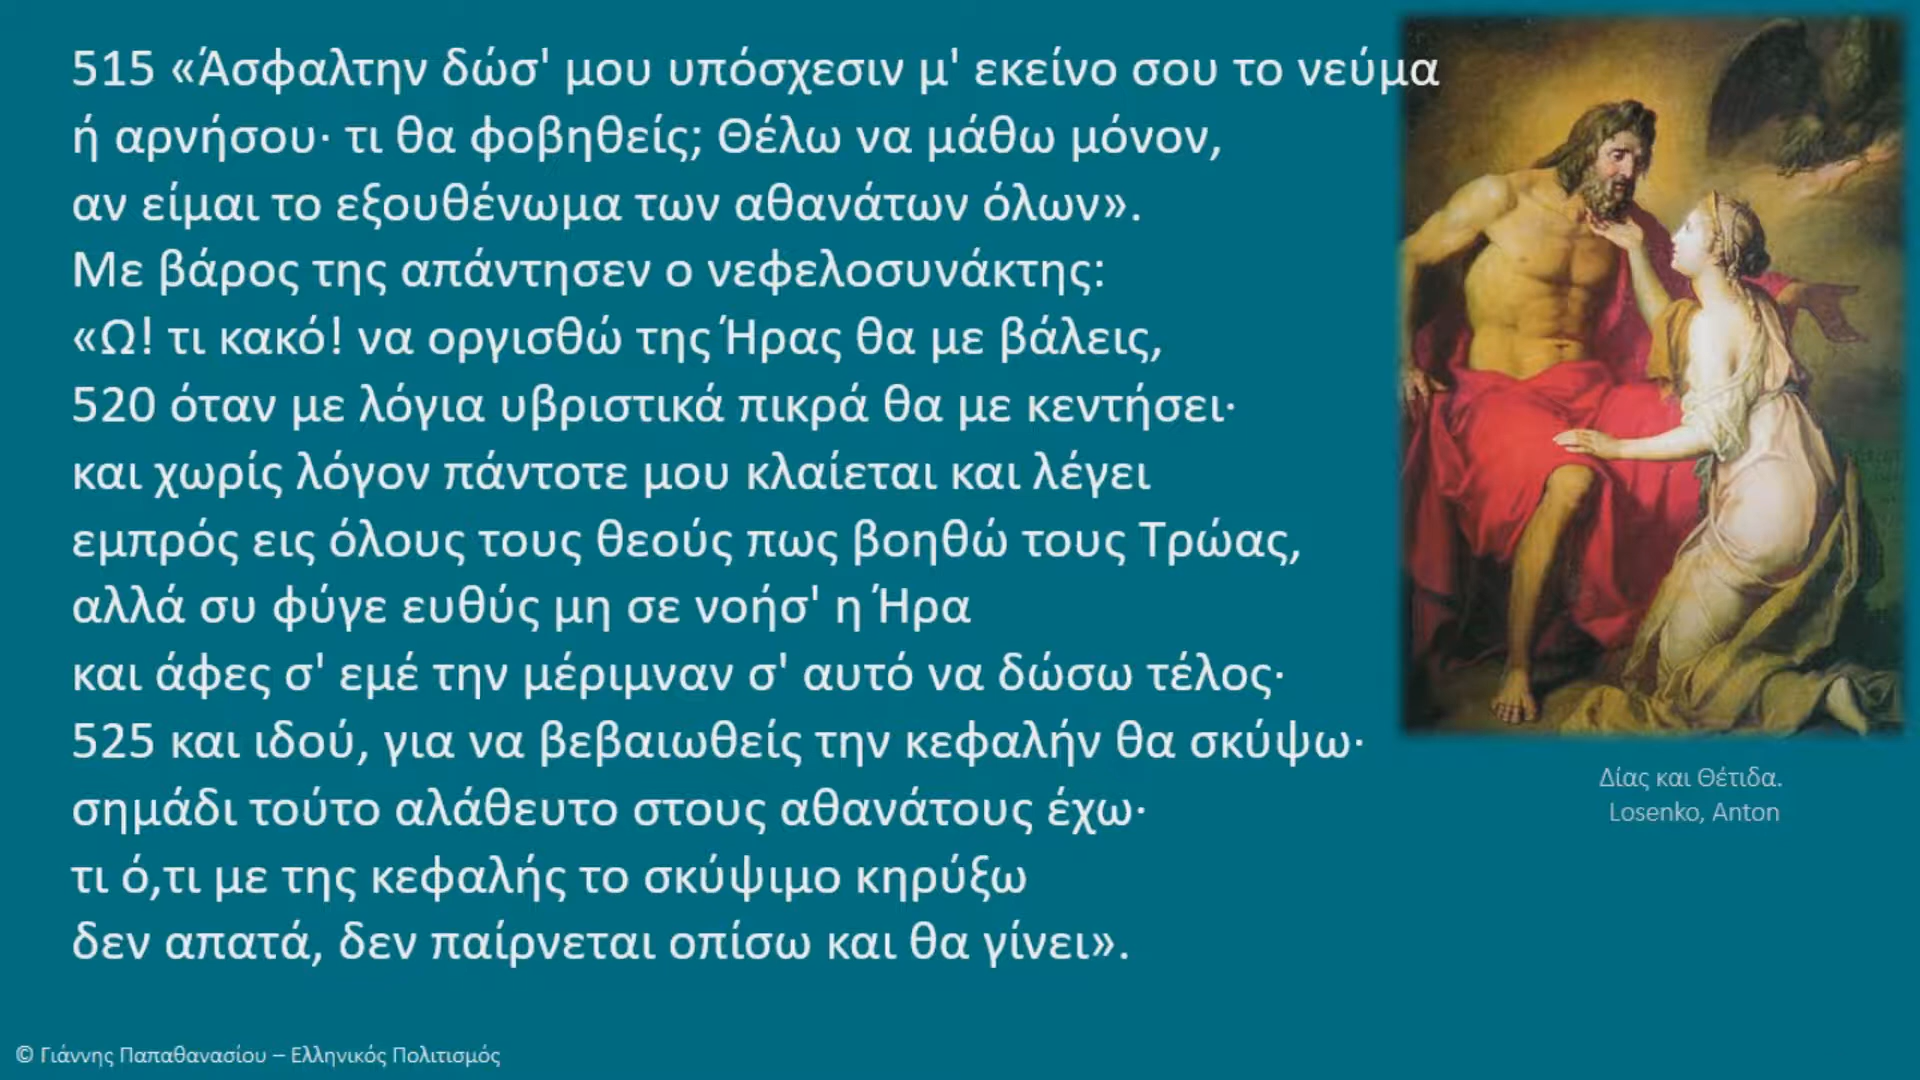 515 «Άσφαλτην δώσ' μου υπόσχεσιν μ' εκείνο σου το νεύμα
ή αρνήσου· τι θα φοβηθείς; Θέλω να μάθω μόνον,
αν είμαι το εξουθένωμα των αθανάτων όλων».
Με βάρος της απάντησεν ο νεφελοσυνάκτης:
«Ω! τι κακό! να οργισθώ της Ήρας θα με βάλεις,
520 όταν με λόγια υβριστικά πικρά θα με κεντήσει·
και χωρίς λόγον πάντοτε μου κλαίεται και λέγει
εμπρός εις όλους τους θεούς πως βοηθώ τους Τρώας,
αλλά συ φύγε ευθύς μη σε νοήσ' η Ήρα
και άφες σ' εμέ την μέριμναν σ' αυτό να δώσω τέλος·
525 και ιδού, για να βεβαιωθείς την κεφαλήν θα σκύψω·
σημάδι τούτο αλάθευτο στους αθανάτους έχω·
τι ό,τι με της κεφαλής το σκύψιμο κηρύξω
δεν απατά, δεν παίρνεται οπίσω και θα γίνει».
Δίας και Θέτιδα.
Losenko, Anton
© Γιάννης Παπαθανασίου – Ελληνικός Πολιτισμός